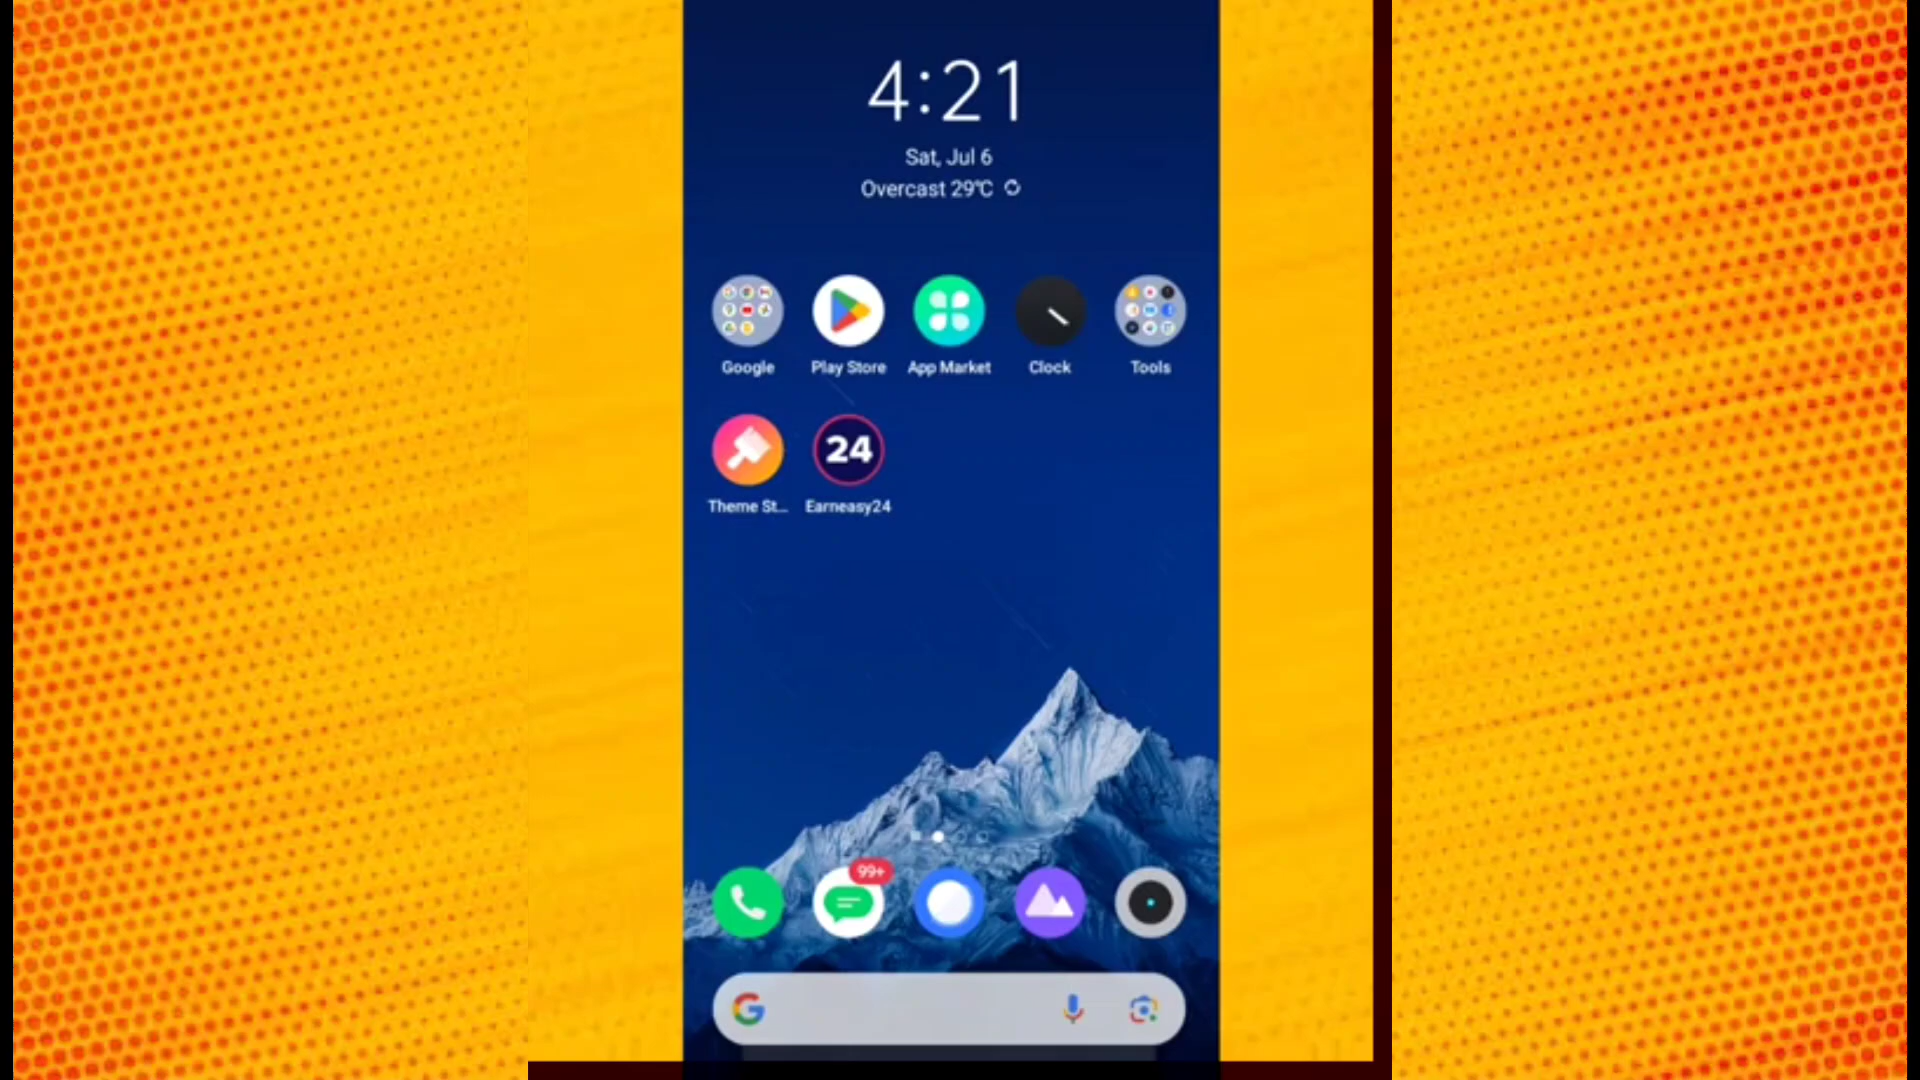 4:21
Sat, Jul 6
Overcast 29°C
Google
Play Store
App Market
Clock
Tools
24
Theme St...
Earneasy24
99+
G